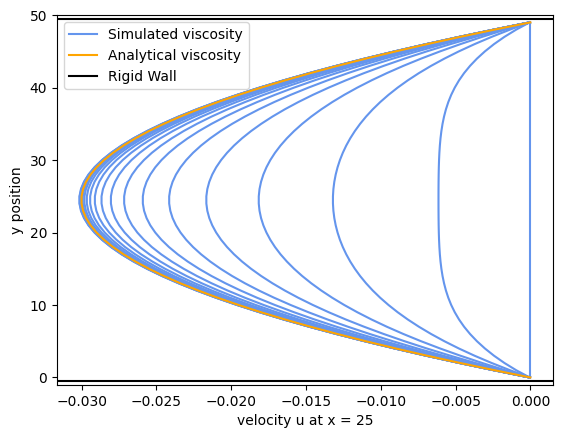 50
Simulated viscosity
Analytical viscosity
Rigid Wall
40
30
20
10
0
y position
−0.030 −0.025 −0.020 −0.015 −0.010 −0.005 0.000
velocity u at x = 25